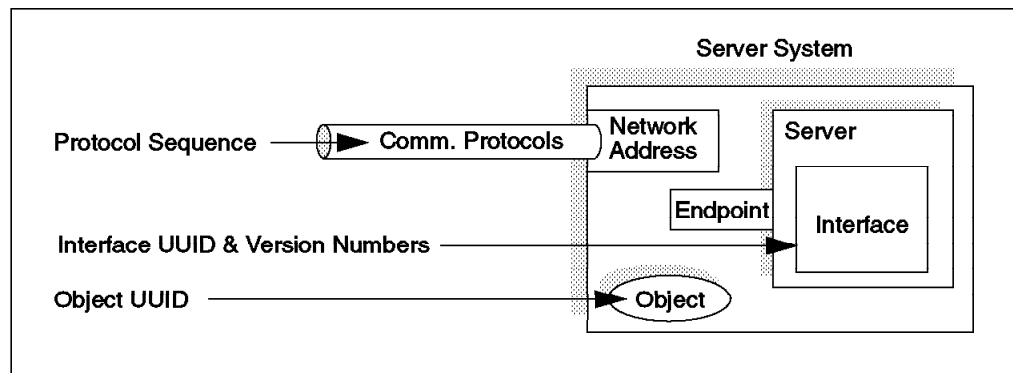 Server System
Protocol Sequence
Comm. Protocols
Network
Address
Server
Endpoint
Interface
Interface UUID & Version Numbers
Object UUID
Object